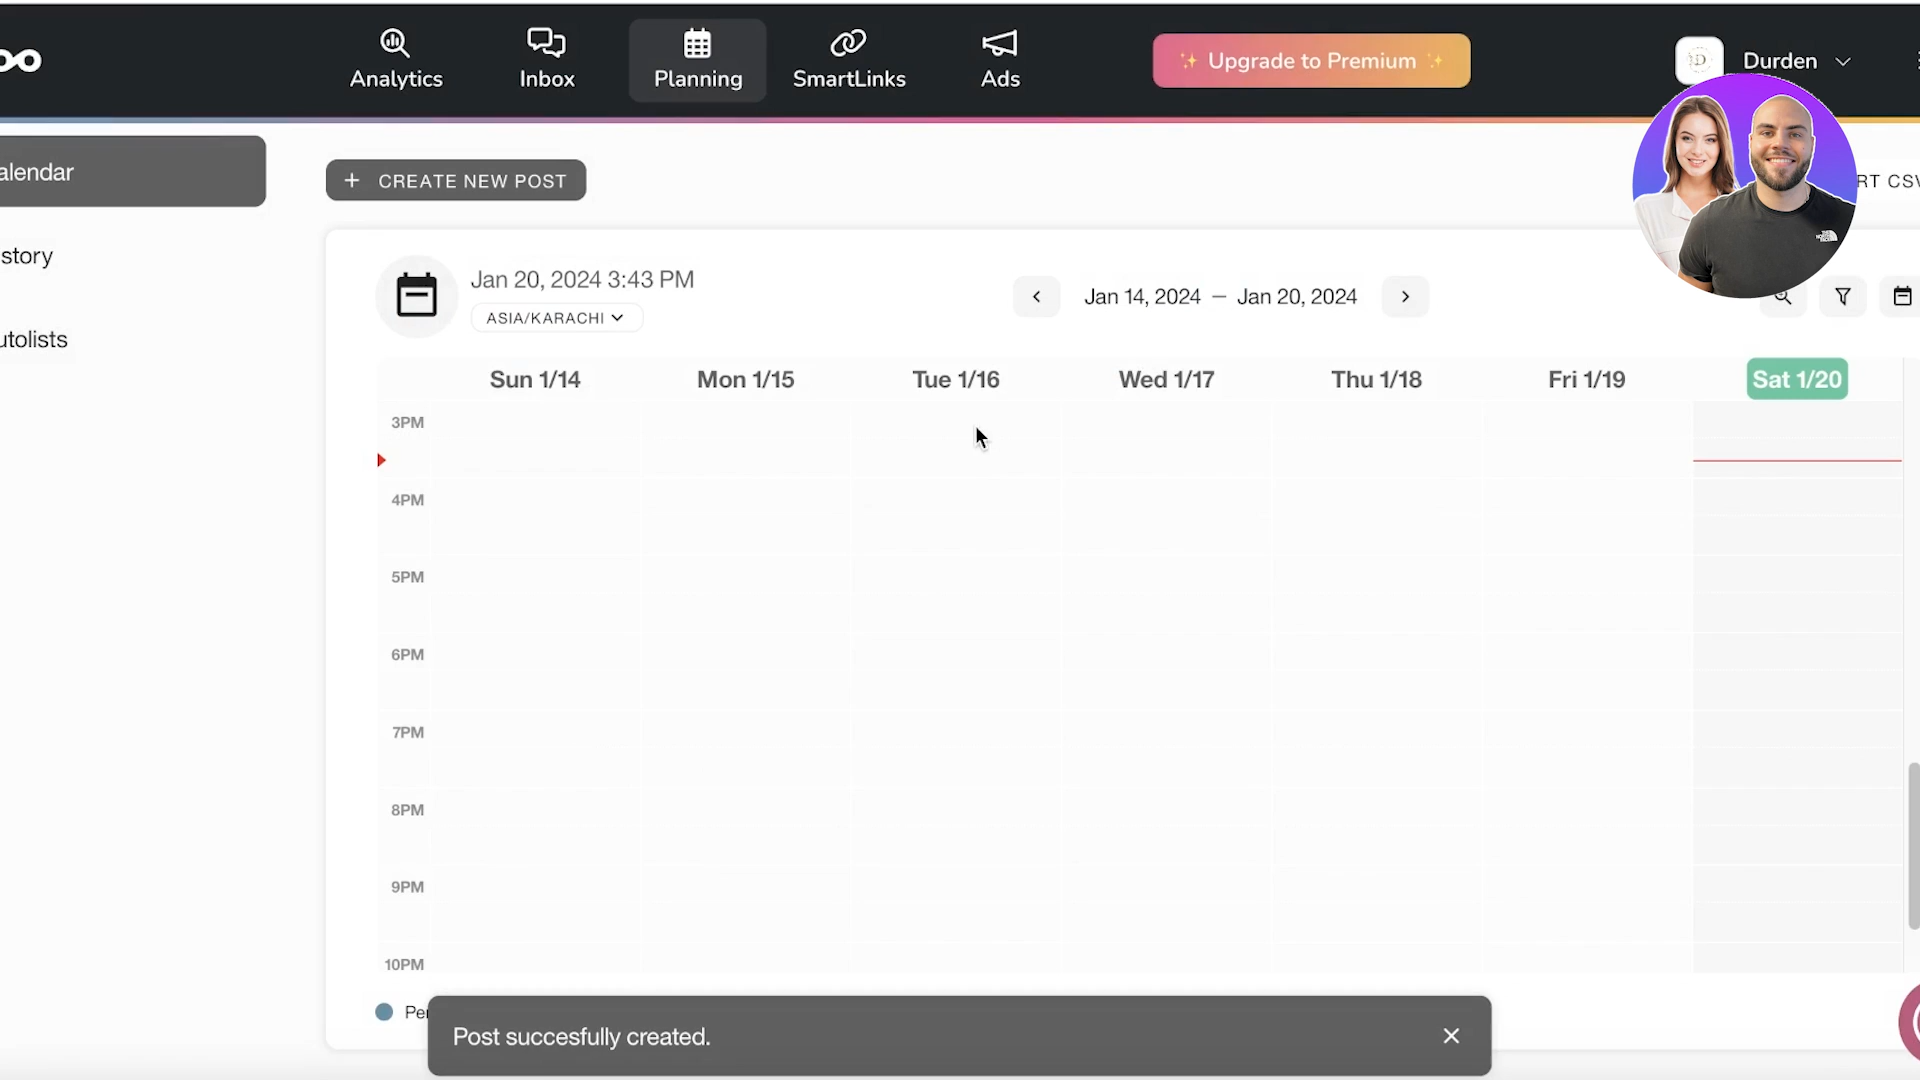 Analytics
Inbox
Planning
SmartLinks
Ads
Upgrade to Premium
Durden
alendar
+ CREATE NEW POST
RT CSV
story
Jan 20, 2024 3:43 PM
ASIA/KARACHI
Jan 14, 2024 — Jan 20, 2024
utolists
Sun 1/14
Mon 1/15
Tue 1/16
Wed 1/17
Thu 1/18
Fri 1/19
Sat 1/20
3PM
4PM
5PM
6PM
7PM
8PM
9PM
10PM
Pe
Post succesfully created.